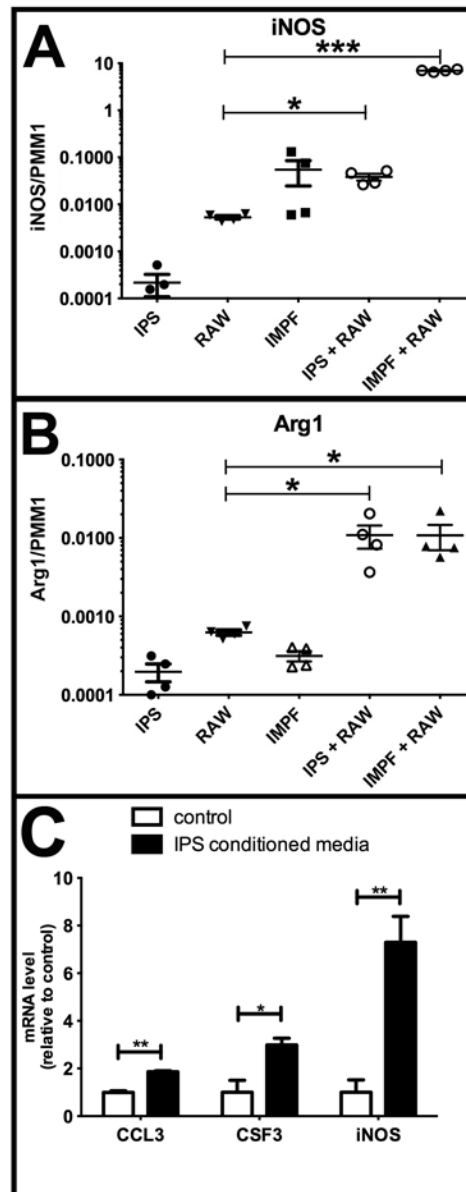 A
iNOS
***
*
iNOS/PMM1
10
1
0.1000
0.0100
0.0010
0.0001
IPS
RAW
IMPF
IPS + RAW
IMPF + RAW
B
Arg1
*
*
Arg1/PMM1
0.1000
0.0100
0.0010
0.0001
IPS
RAW
IMPF
IPS + RAW
IMPF + RAW
C
control
IPS conditioned media
mRNA level
(relative to control)
10
8
6
4
2
0
**
*
**
CCL3
CSF3
iNOS